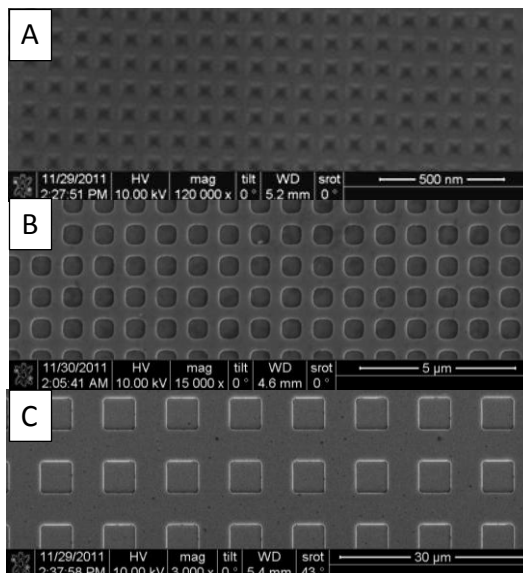 A
11/29/2011 HV mag tilt WD srot
2:27:51 PM 10.00 kV 120 000 x 0 ° 5.2 mm 0 ° 500 nm
B
11/30/2011 HV mag tilt WD srot
2:05:41 AM 10.00 kV 15 000 x 0 ° 4.6 mm 0 ° 5 µm
C
11/29/2011 HV mag tilt WD srot
2:37:58 PM 10.00 kV 3 000 x 0 ° 5.4 mm 43 ° 30 µm